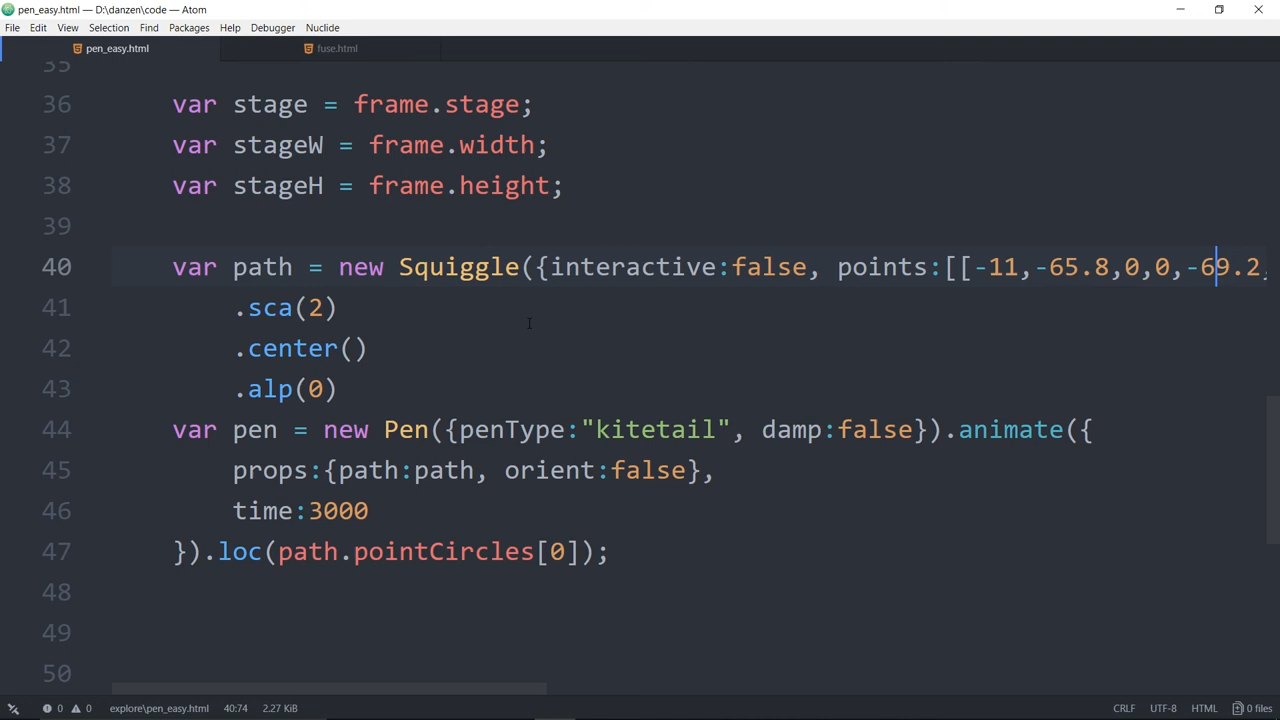 pen_easy.html — D:\danzen\code — Atom
File Edit View Selection Find Packages Help Debugger Nuclide
pen_easy.html fuse.html
35
36 var stage = frame.stage;
37 var stageW = frame.width;
38 var stageH = frame.height;
39
40 var path = new Squiggle({interactive:false, points:[[-11,-65.8,0,0,-69.2,
41 .sca(2)
42 .center()
43 .alp(0)
44 var pen = new Pen({penType:"kitetail", damp:false}).animate({
45 props:{path:path, orient:false},
46 time:3000
47 }).loc(path.pointCircles[0]);
48
49
50
0 0 explore\pen_easy.html 40:74 2.27 KiB CRLF UTF-8 HTML 0 files